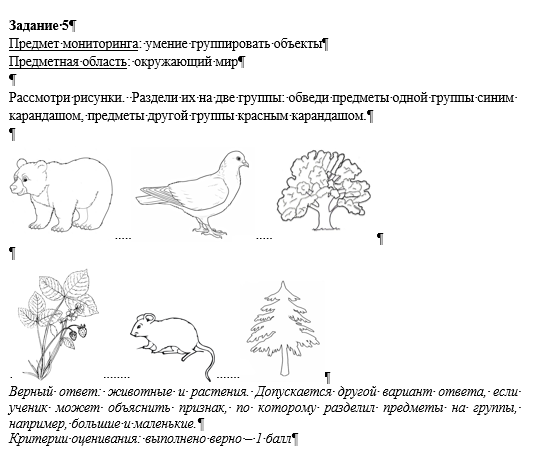 Задание·5¶
Предмет·мониторинга:·умение·группировать·объекты¶
Предметная·область:·окружающий·мир¶
¶
Рассмотри·рисунки.··Раздели·их·на·две·группы:·обведи·предметы·одной·группы·синим·
карандашом,·предметы·другой·группы·красным·карандашом.¶
¶
·····
·····
¶
¶
·
········
·······
¶
Верный· ответ:· животные· и· растения.· Допускается· другой· вариант· ответа,· если·
ученик· может· объяснить· признак,· по· которому· разделил· предметы· на· группы,·
например,·большие·и·маленькие.¶
Критерии·оценивания:·выполнено·верно·–·1·балл¶